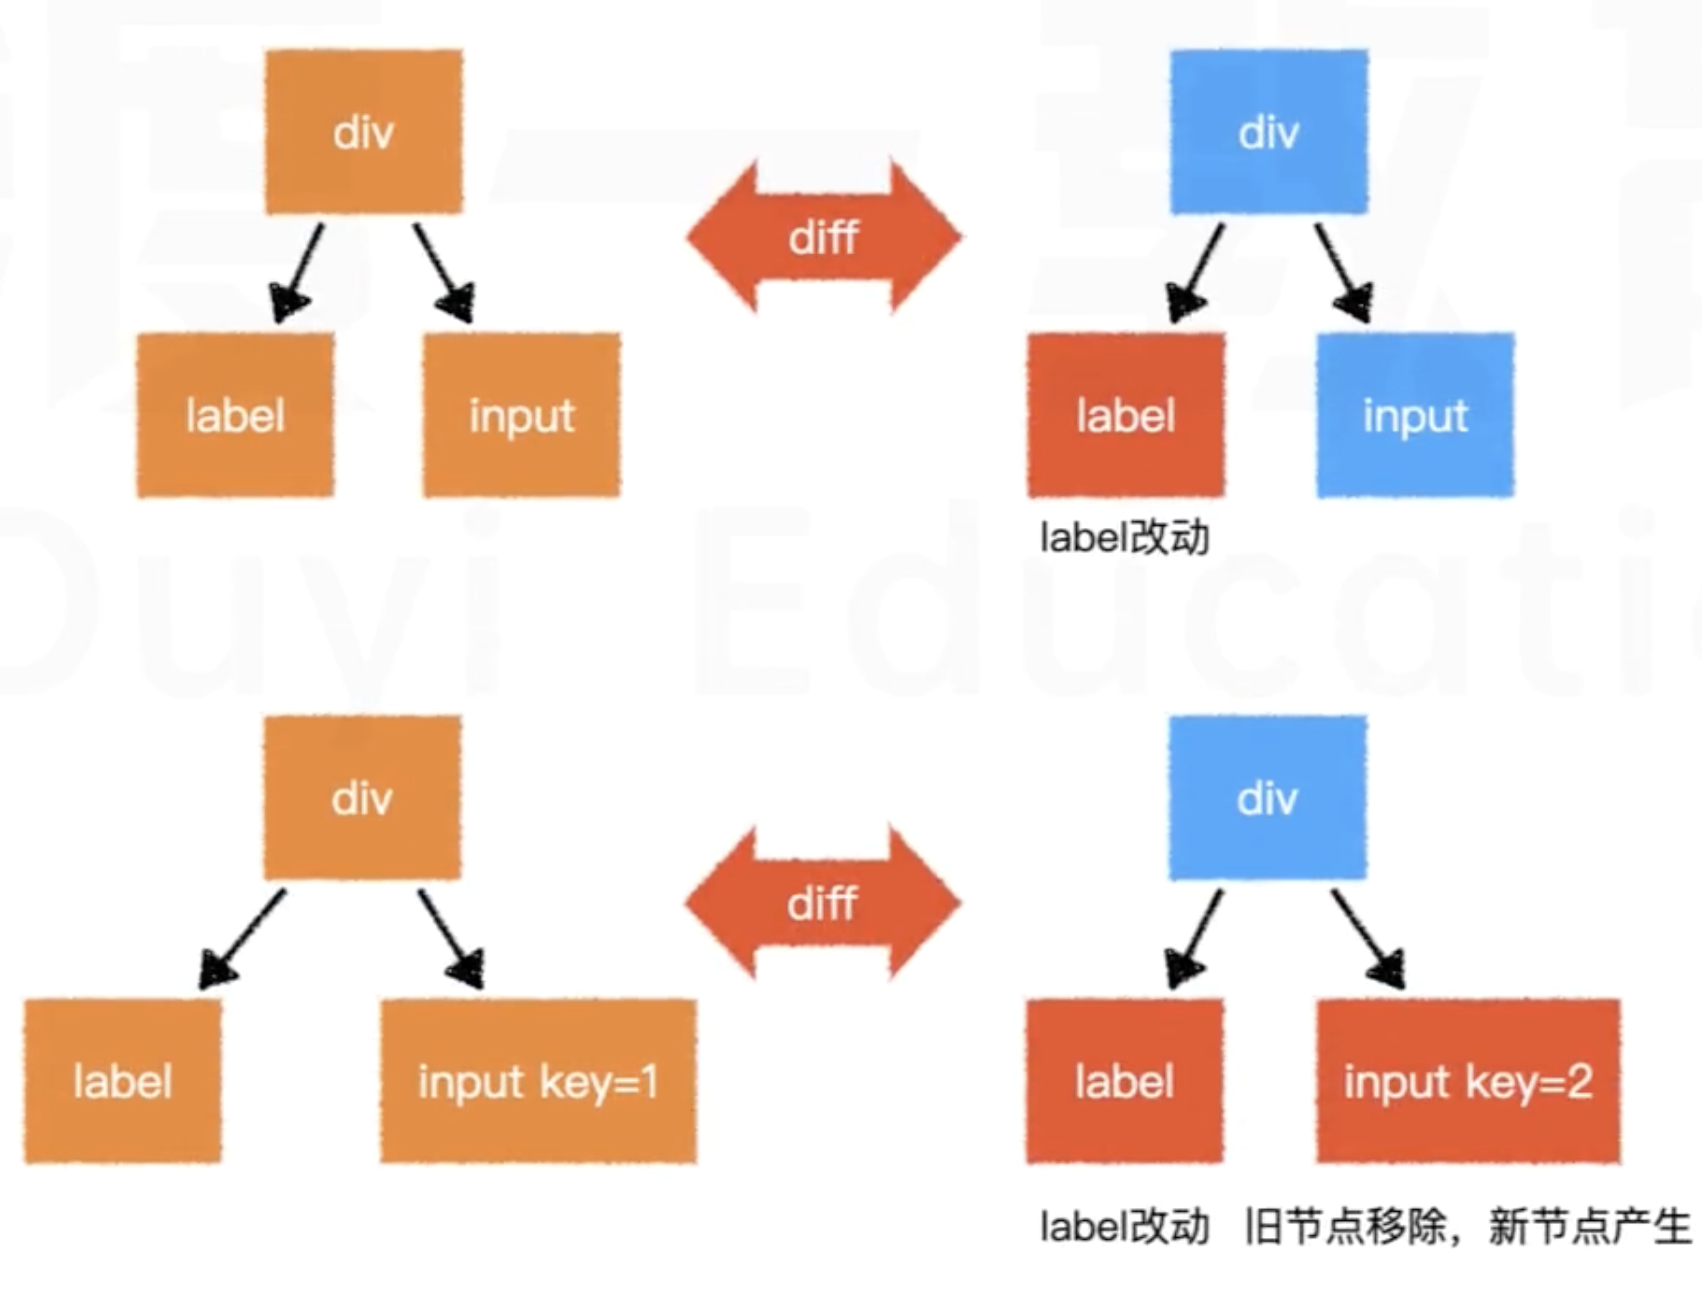 div
div
diff
label
input
label
input
label改动
Duyi Educati
div
div
diff
label
input key=1
label
input key=2
label改动
旧节点移除，新节点产生